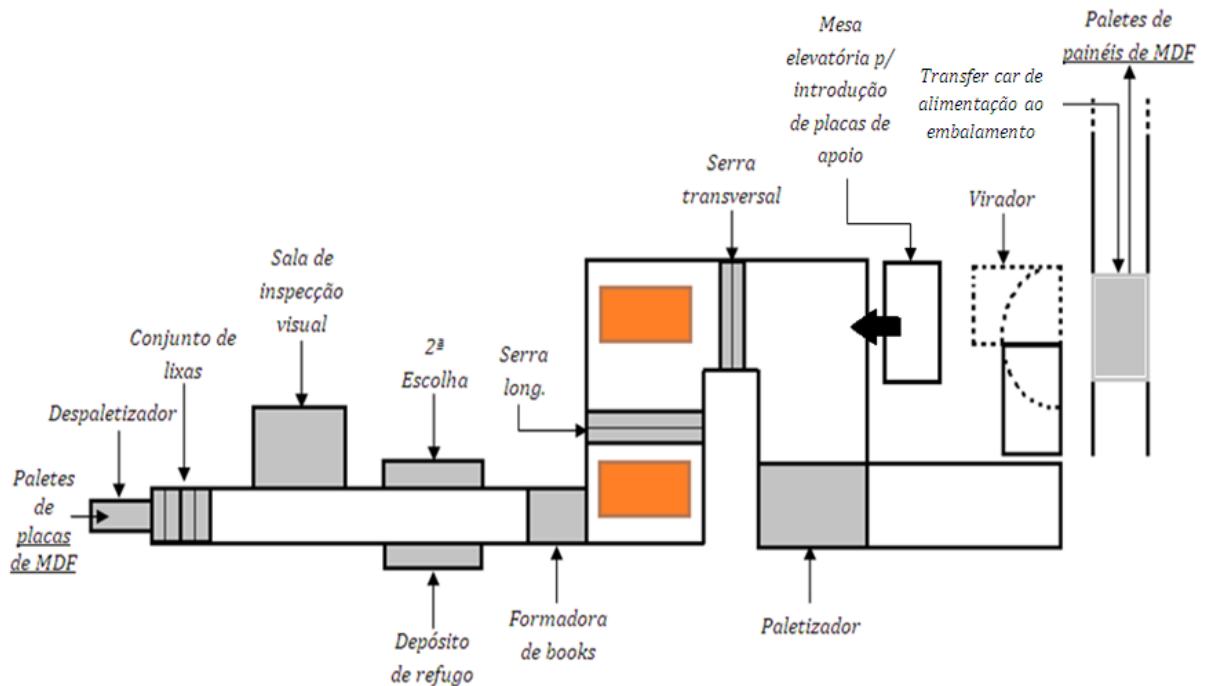 Paletes de
painéis de MDF
Mesa
elevatória p/
introdução
de placas de
apoio
Transfer car de
alimentação ao
embalamento
Serra
transversal
Virador
Sala de
inspecção
visual
Conjunto de
lixas
2ª
Escolha
Serra
long.
Despaletizador
Paletes
de
placas
de MDF
Formadora
de books
Paletizador
Depósito
de refugo